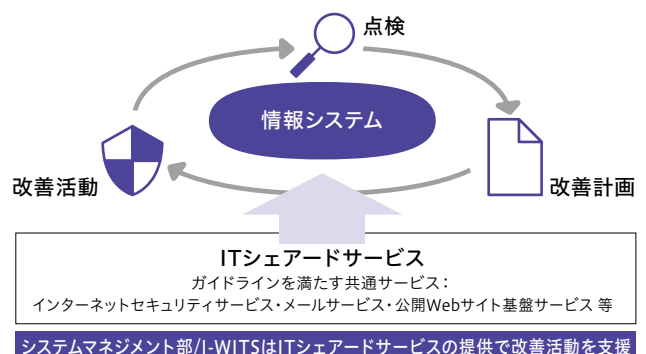 点検
情報システム
改善活動
改善計画
ITシェアードサービス
ガイドラインを満たす共通サービス：
インターネットセキュリティサービス・メールサービス・公開Webサイト基盤サービス 等
システムマネジメント部/J-WITSはITシェアードサービスの提供で改善活動を支援